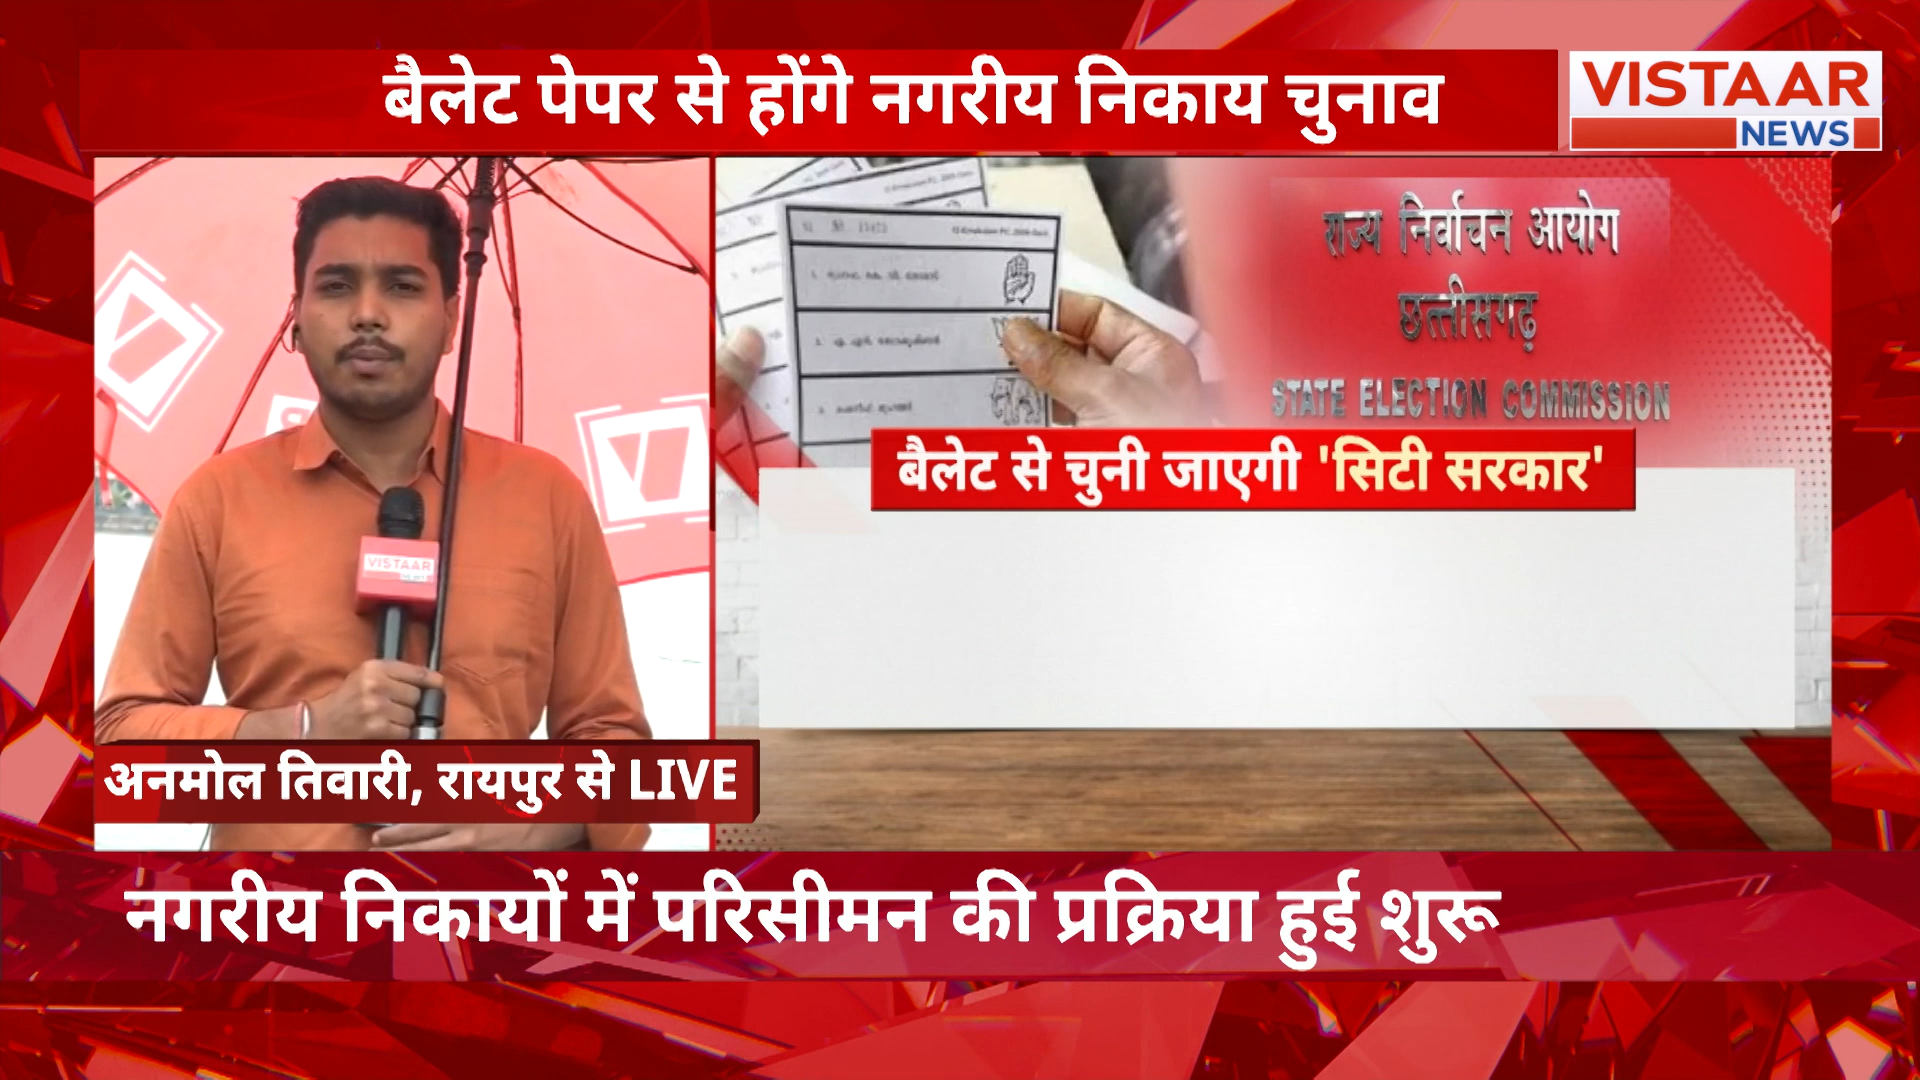 बैलेट पेपर से होंगे नगरीय निकाय चुनाव
VISTAAR
NEWS
राज्य निर्वाचन आयोग
छत्तीसगढ़
STATE ELECTION COMMISSION
बैलेट से चुनी जाएगी 'सिटी सरकार'
VISTAAR
अनमोल तिवारी, रायपुर से LIVE
नगरीय निकायों में परिसीमन की प्रक्रिया हुई शुरू